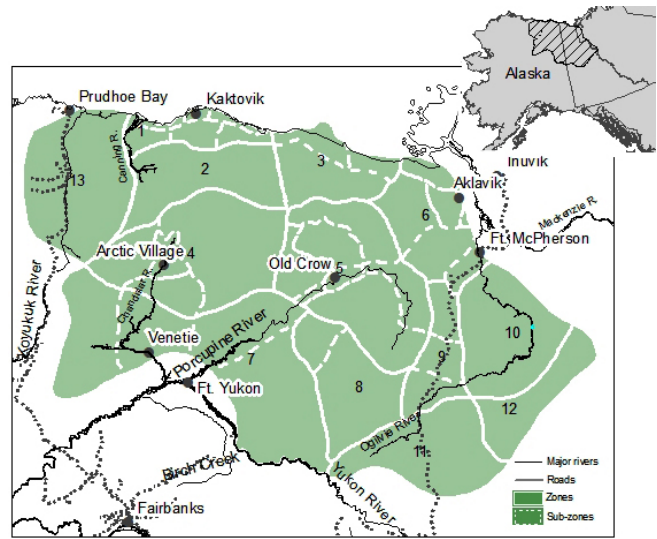 Alaska
Prudhoe Bay
Kaktovik
Inuvik
1
Canning R.
2
3
13
Aklavik
6
Mackenzie R.
Ft. McPherson
Arctic Village
4
Old Crow
5
Chandalar R.
Koyukuk River
10
Venetie
Porcupine River
7
9
Ft. Yukon
8
12
Ogilvie River
11
Birch Creek
Yukon River
Fairbanks
Major rivers
Roads
Zones
Sub-zones